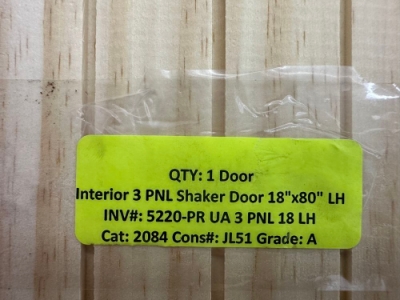 QTY: 1 Door
Interior 3 PNL Shaker Door 18"x80" LH
INV#: 5220-PR UA 3 PNL 18 LH
Cat: 2084 Cons#: JL51 Grade: A